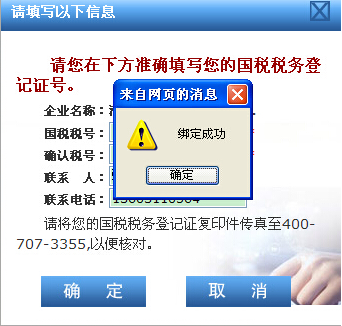 请填写以下信息
请您在下方准确填写您的国税税务登
记证号。
来自网页的消息
企业名称：
国税税号：
绑定成功
确认税号：
联系 人：
确定
联系电话：
请将您的国税税务登记证复印件传真至400-
707-3355,以便核对。
确 定
取 消